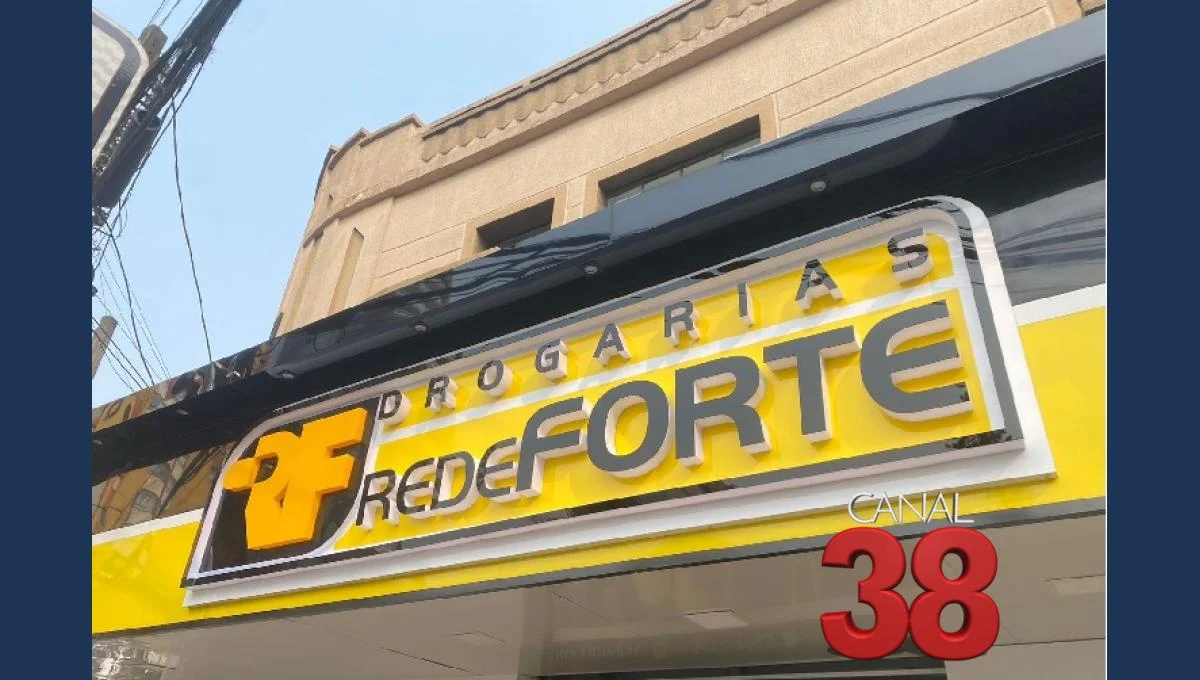 DROGARIAS
RF REDEFORTE
CANAL
38